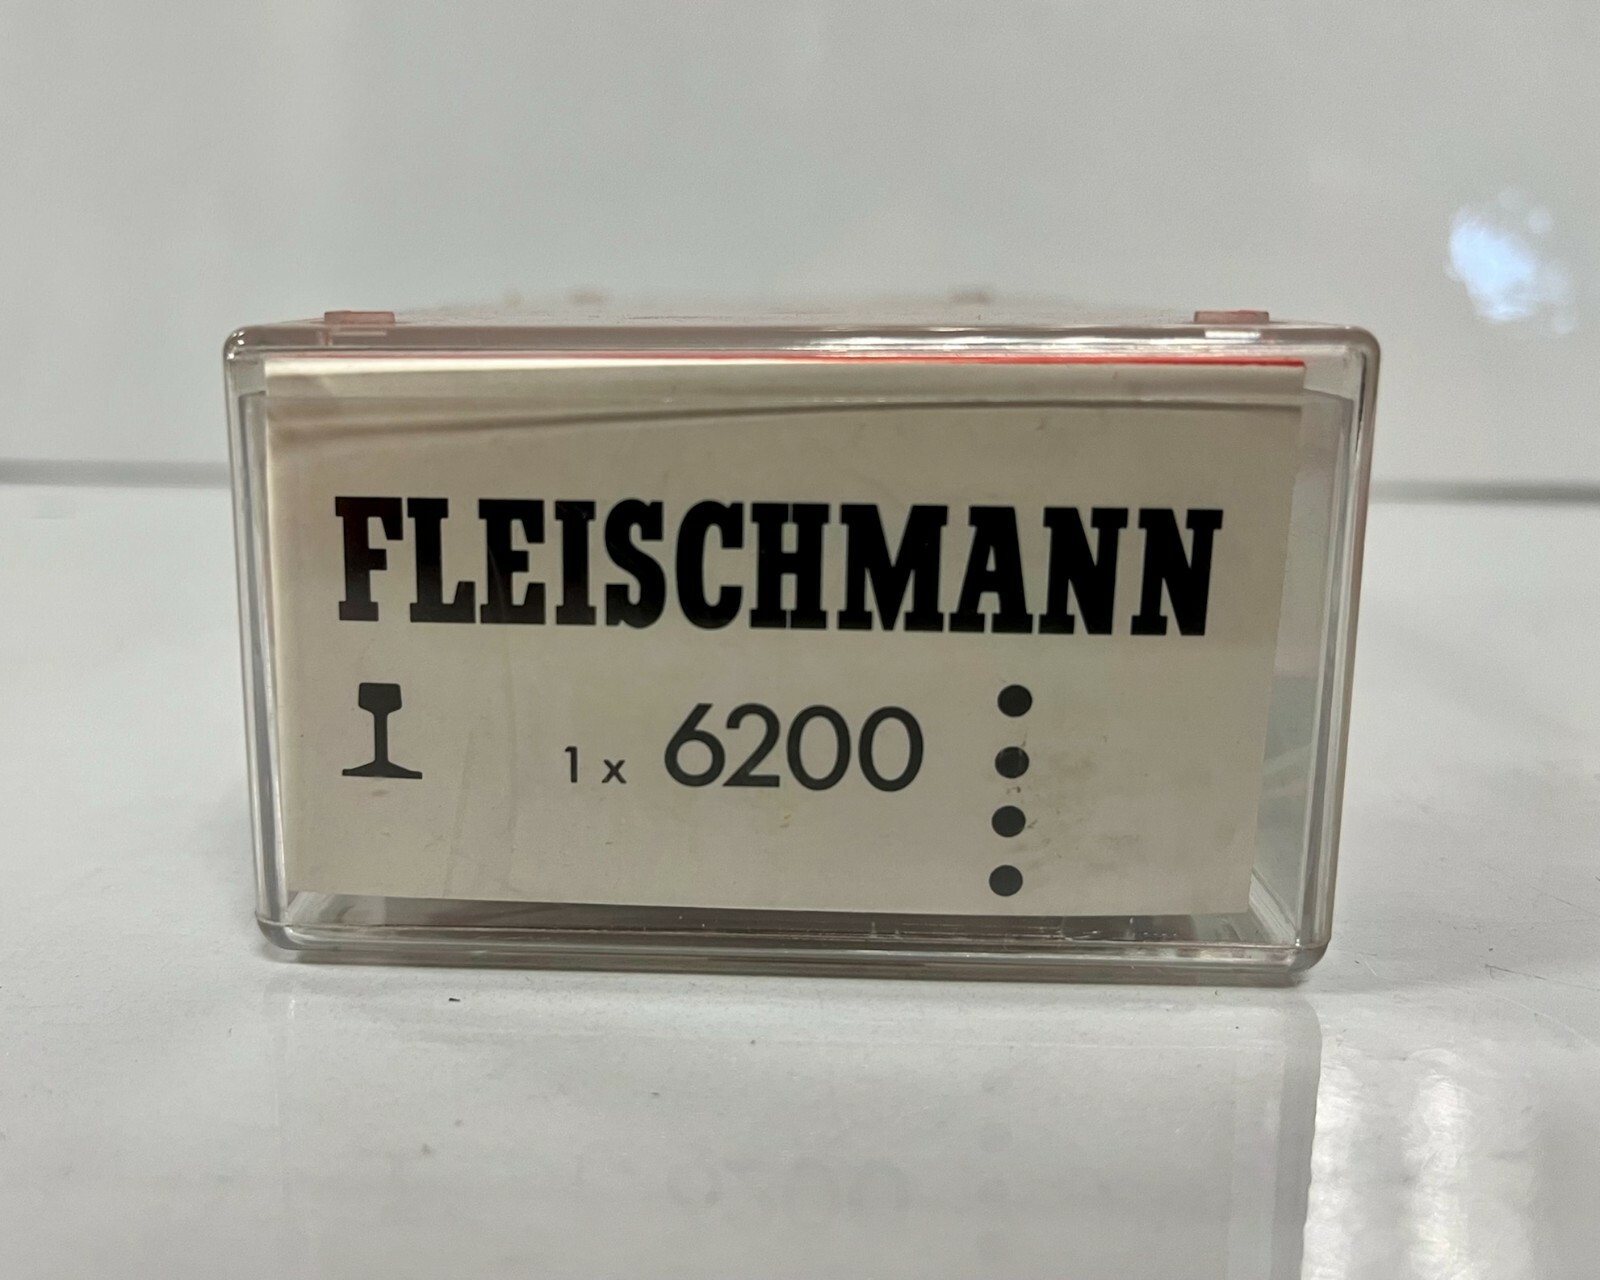 FLEISCHMANN
1 x 6200